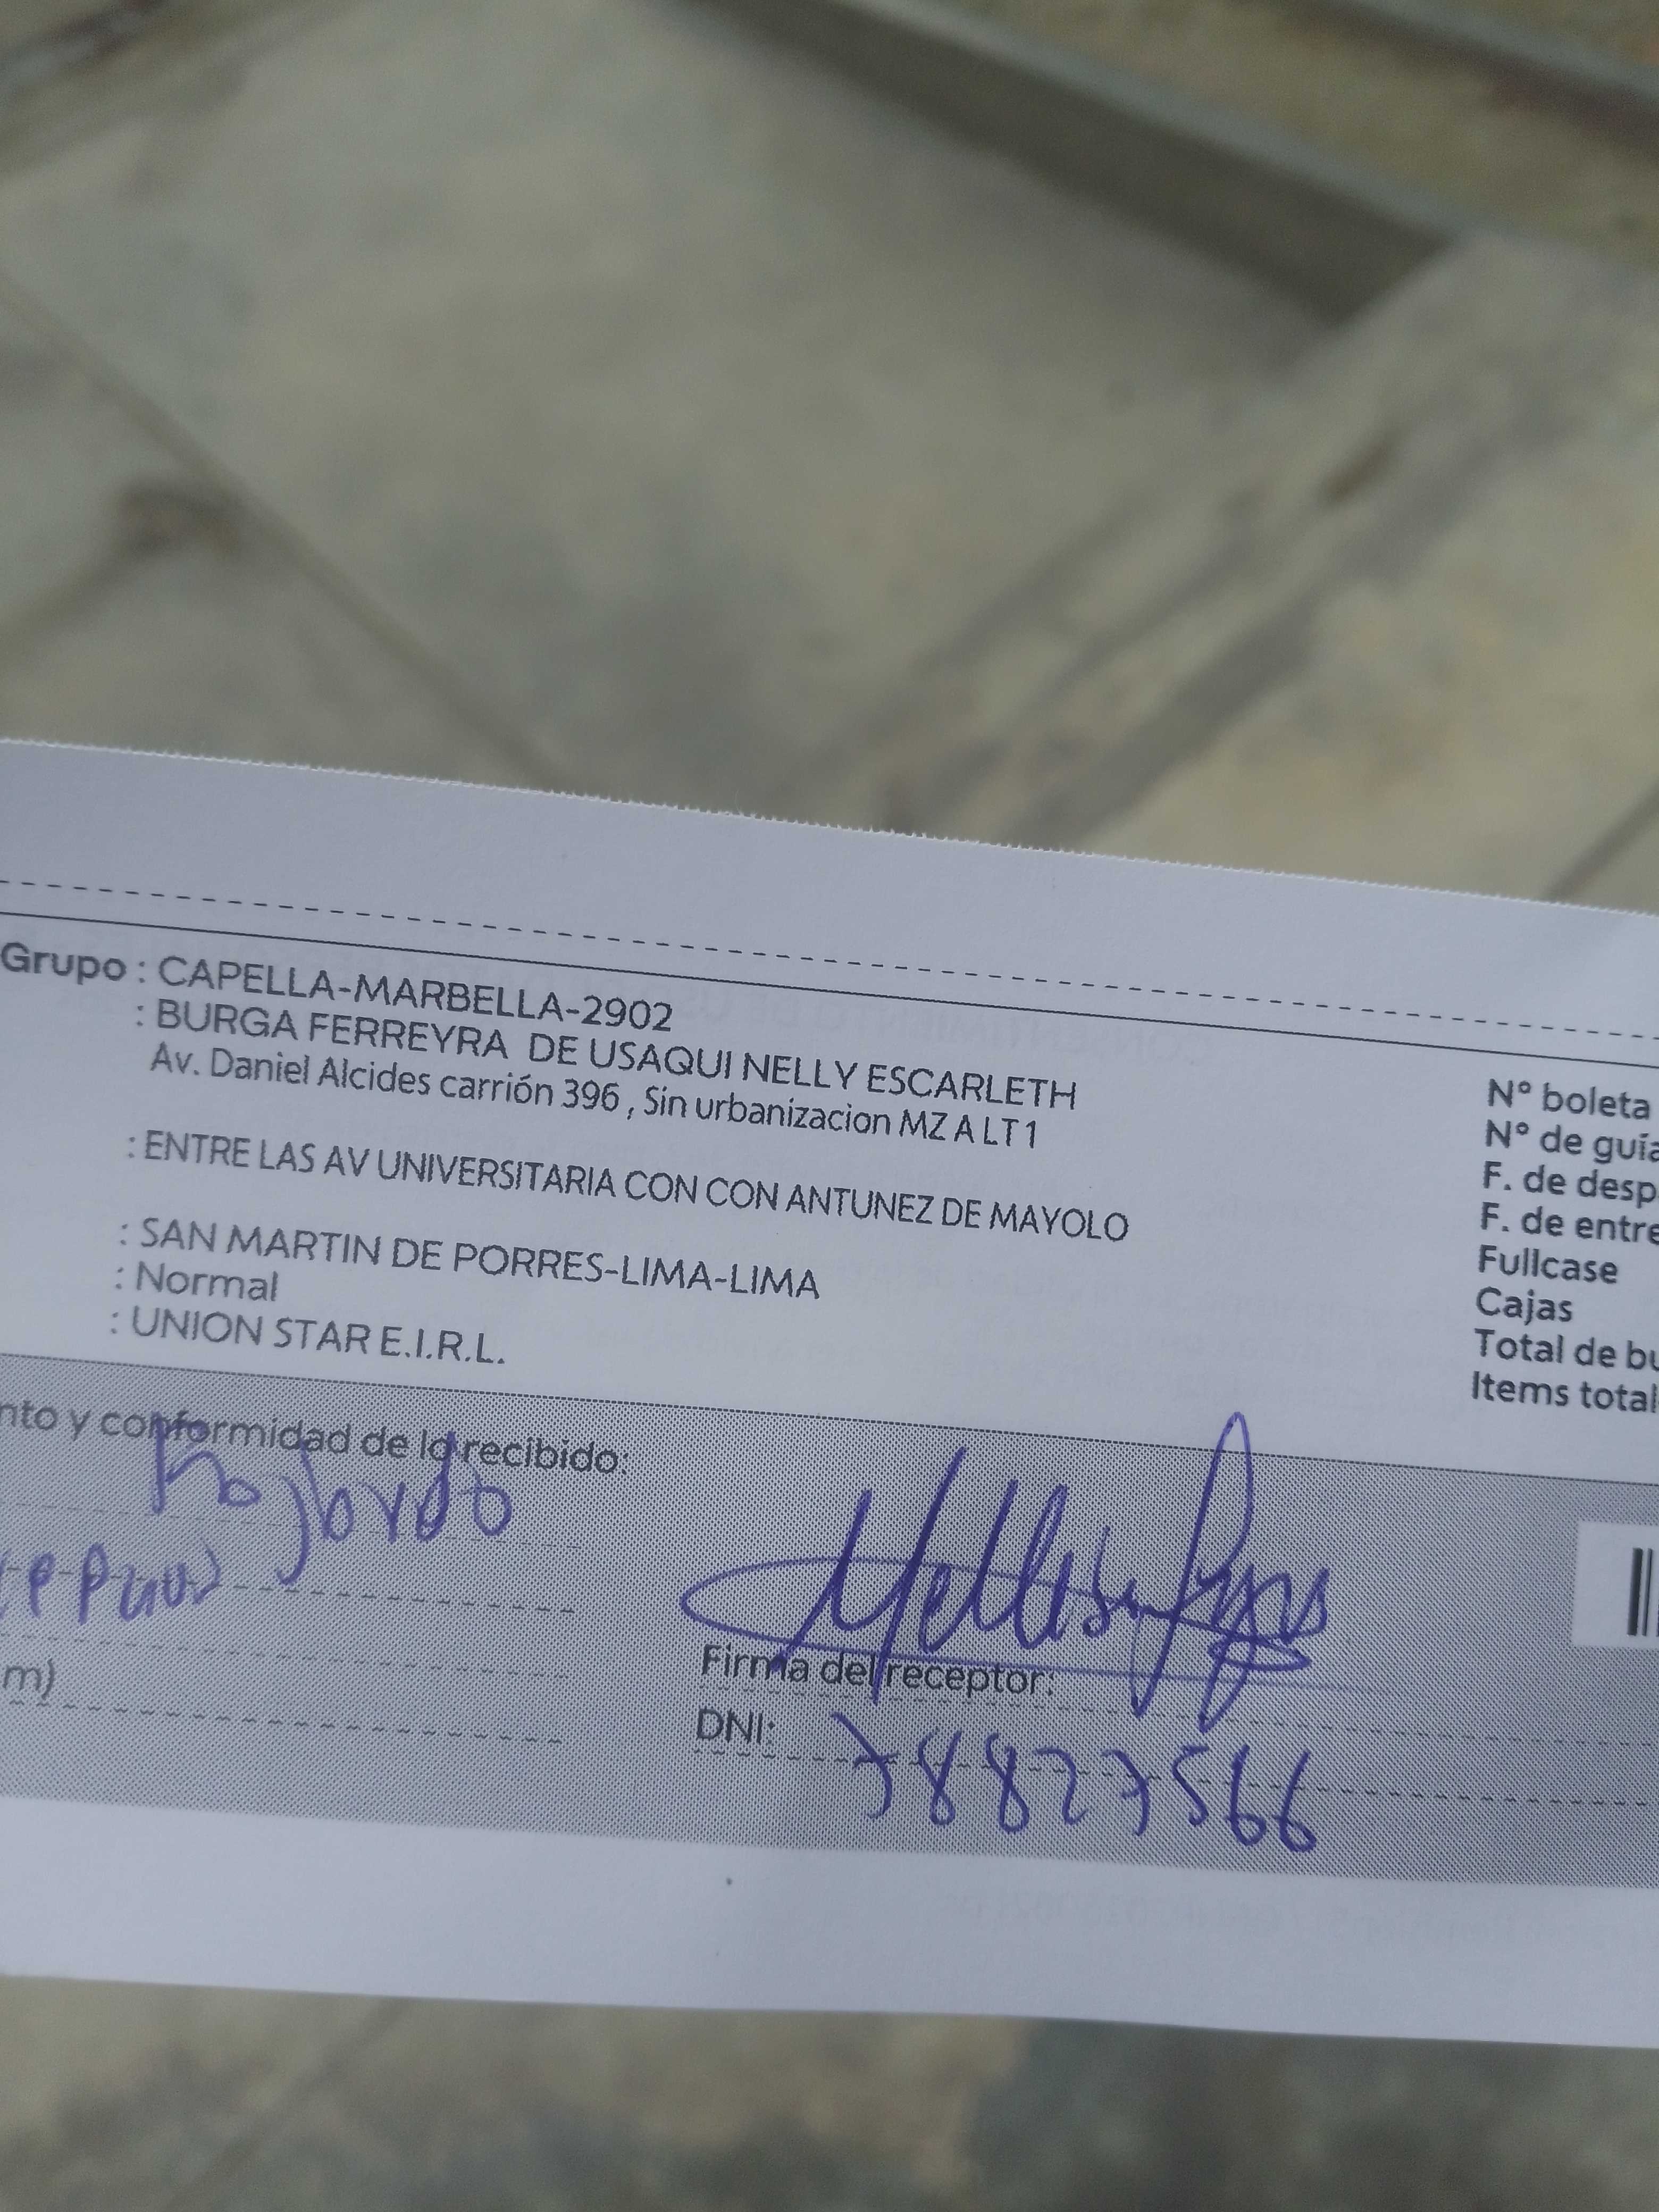 Grupo : CAPELLA-MARBELLA-2902
: BURGA FERREYRA DE USAQUI NELLY ESCARLETH
Av. Daniel Alcides carrión 396 , Sin urbanizacion MZ A LT 1
: ENTRE LAS AV UNIVERSITARIA CON CON ANTUNEZ DE MAYOLO
: SAN MARTIN DE PORRES-LIMA-LIMA
: Normal
: UNION STAR E.I.R.L.
N° boleta
N° de guía
F. de desp
F. de entre
Fullcase
Cajas
Total de bu
Items total
nto y conformidad de lo recibido:
m)
Firma del receptor:
DNI: 78827566